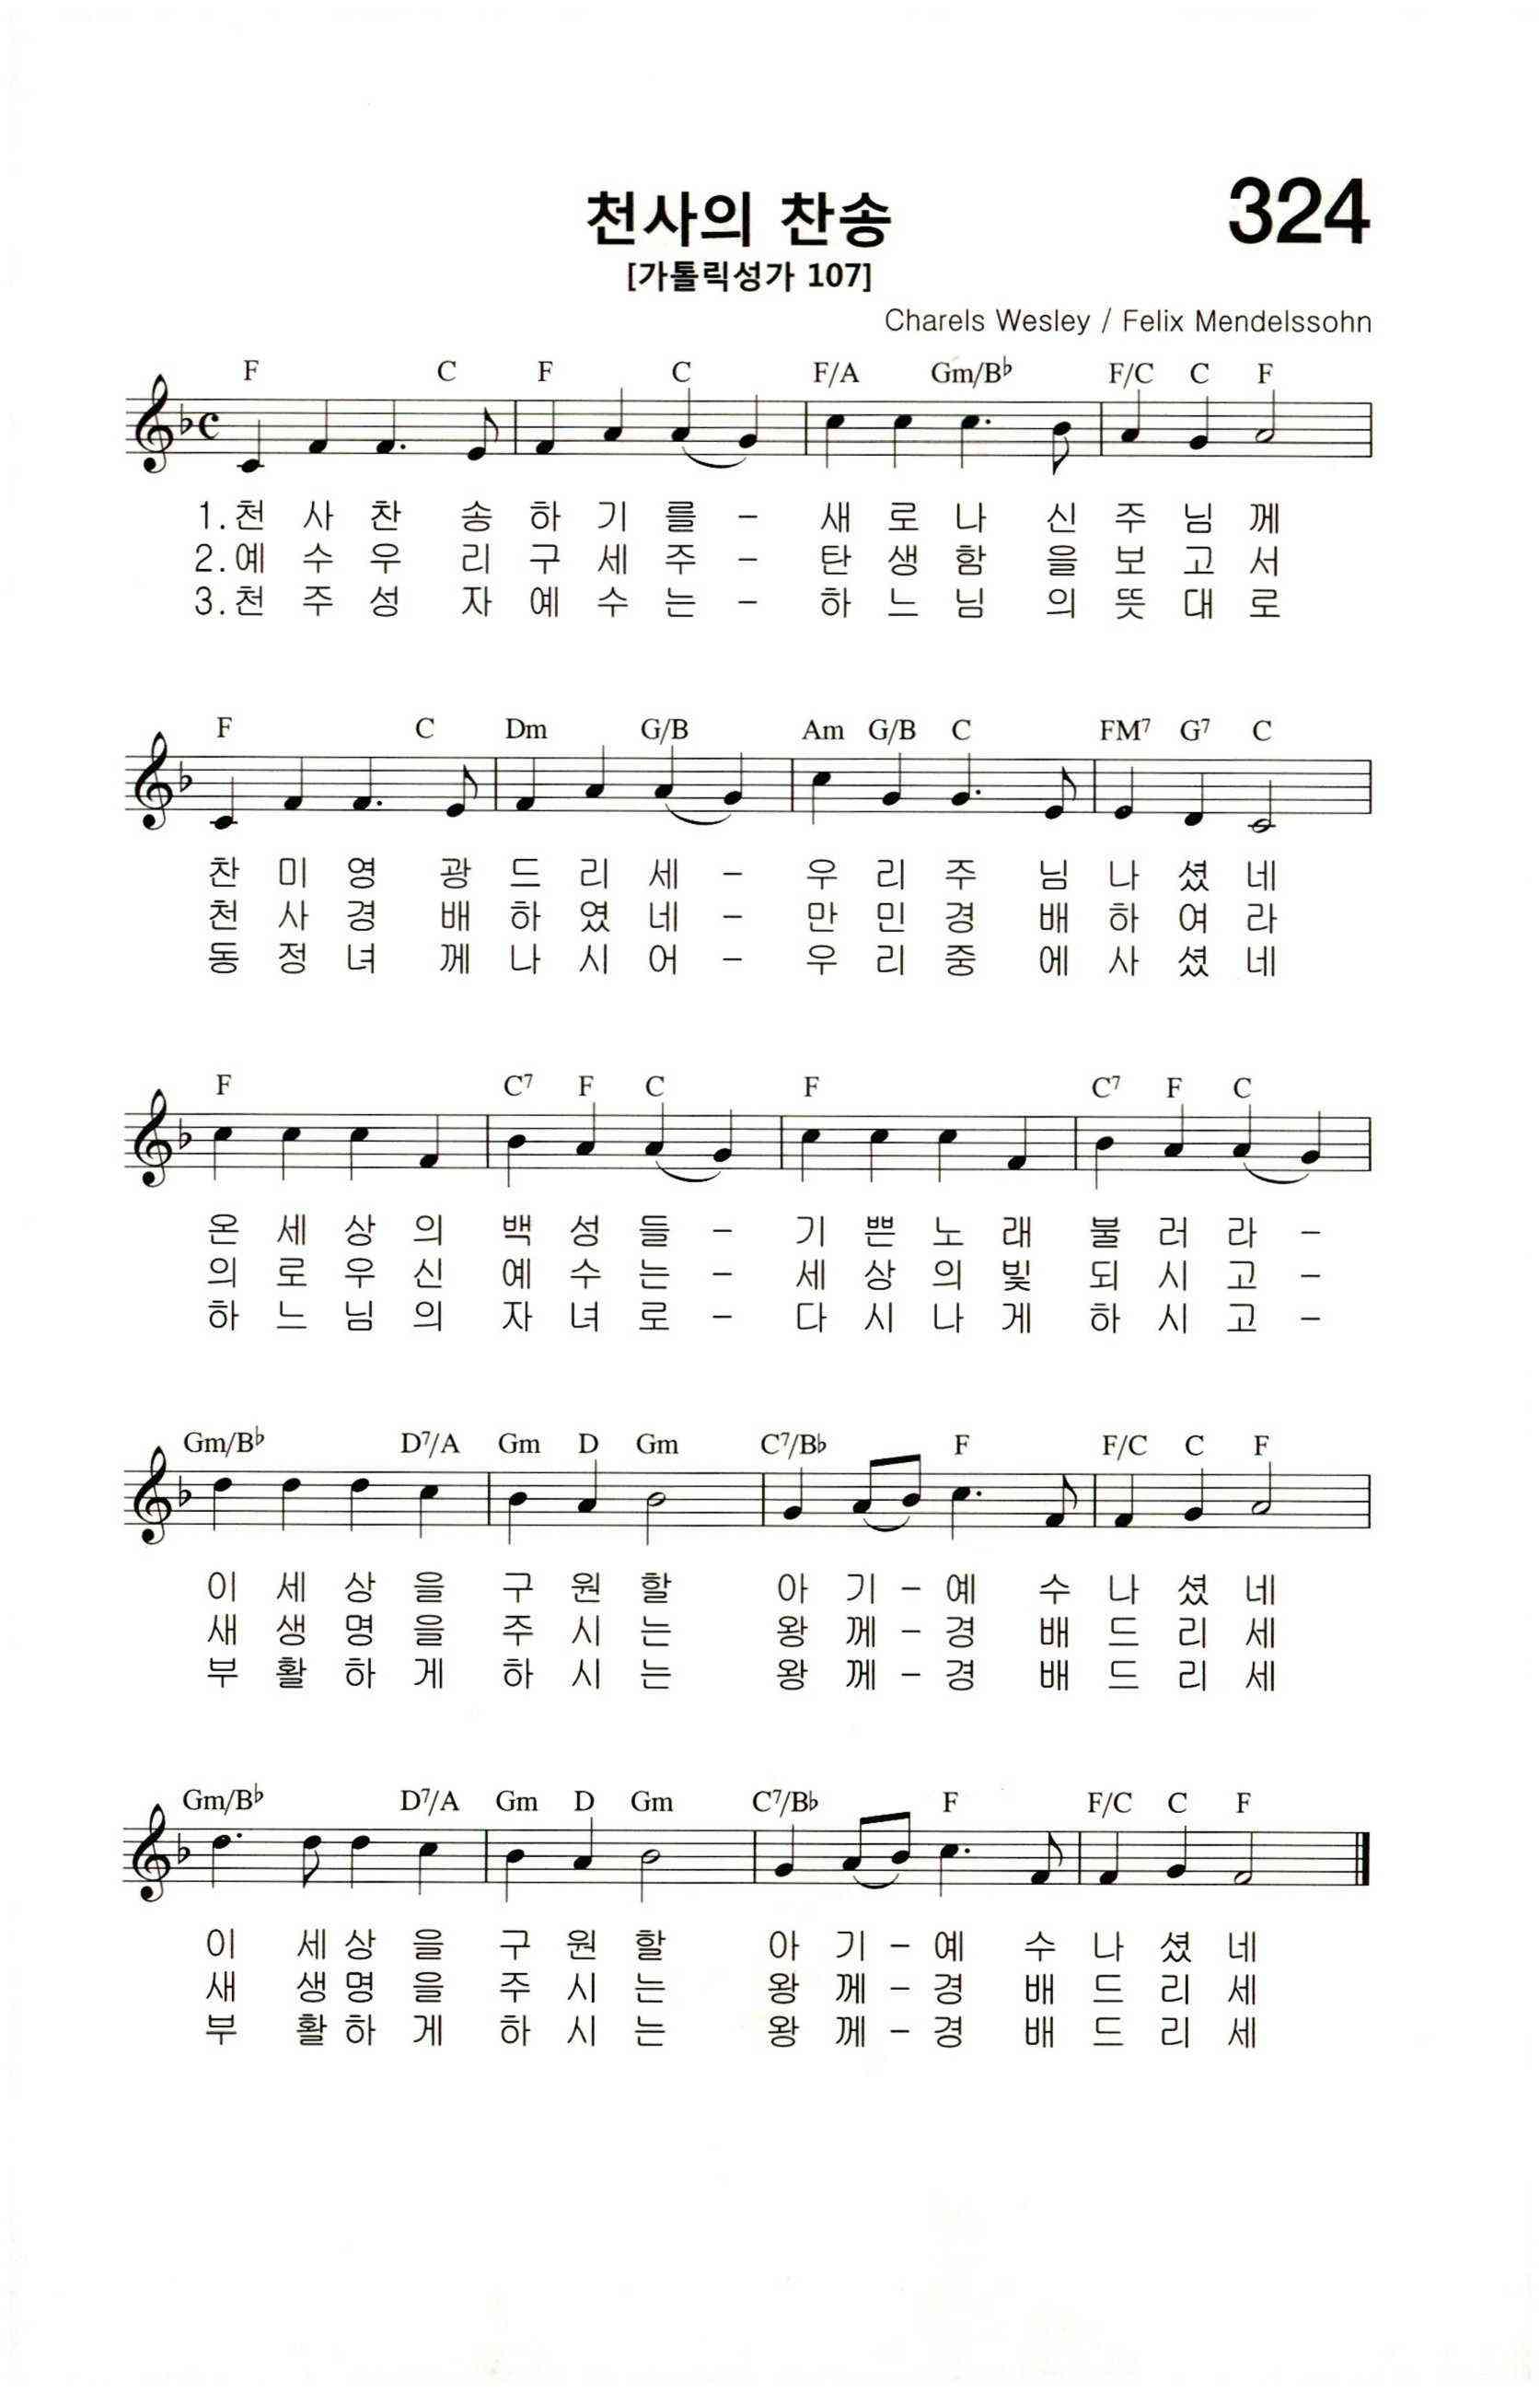 천사의 찬송
324
[가톨릭성가 107]
Charels Wesley / Felix Mendelssohn
F C F C F/A Gm/B♭ F/C C F
1.천 사 찬 송 하 기 를 - 새 로 나 신 주 님 께
2.예 수 우 리 구 세 주 - 탄 생 함 을 보 고 서
3.천 주 성 자 예 수 는 - 하 느 님 의 뜻 대 로
F C Dm G/B Am G/B C FM7 G7 C
찬 미 영 광 드 리 세 - 우 리 주 님 나 셨 네
천 사 경 배 하 였 네 - 만 민 경 배 하 여 라
동 정 녀 께 나 시 어 - 우 리 중 에 사 셨 네
F C7 F C F C7 F C
온 세 상 의 백 성 들 - 기 쁜 노 래 불 러 라 -
의 로 우 신 예 수 는 - 세 상 의 빛 되 시 고 -
하 느 님 의 자 녀 로 - 다 시 나 게 하 시 고 -
Gm/B♭ D7/A Gm D Gm C7/B♭ F F/C C F
이 세 상 을 구 원 할 아 기 - 예 수 나 셨 네
새 생 명 을 주 시 는 왕 께 - 경 배 드 리 세
부 활 하 게 하 시 는 왕 께 - 경 배 드 리 세
Gm/B♭ D7/A Gm D Gm C7/B♭ F F/C C F
이 세 상 을 구 원 할 아 기 - 예 수 나 셨 네
새 생 명 을 주 시 는 왕 께 - 경 배 드 리 세
부 활 하 게 하 시 는 왕 께 - 경 배 드 리 세